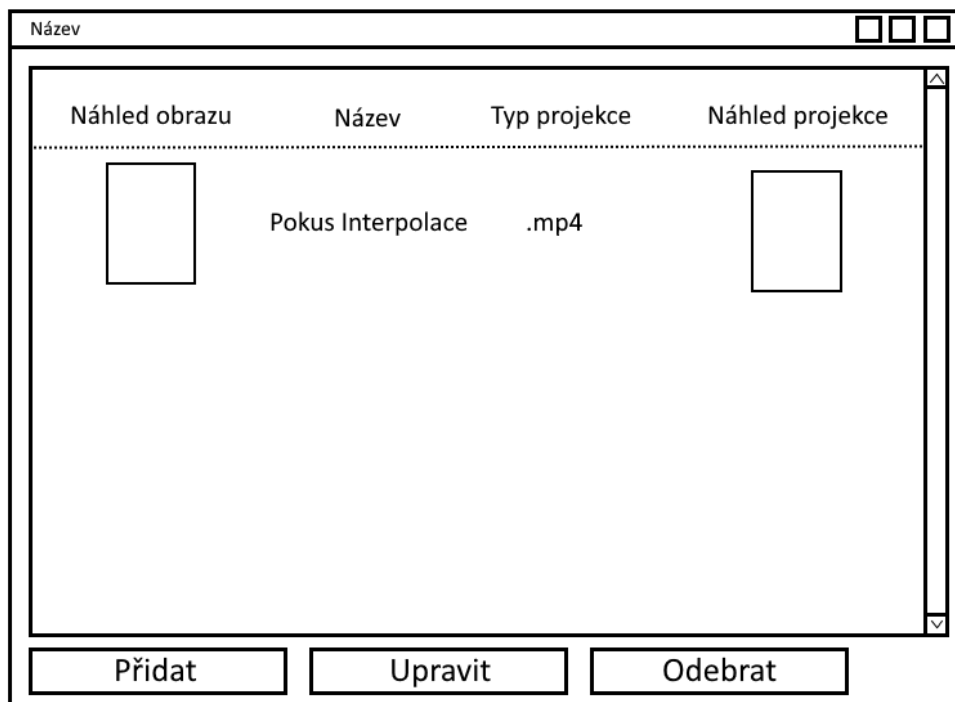 Název
Náhled obrazu Název Typ projekce Náhled projekce
Pokus Interpolace .mp4
Přidat Upravit Odebrat